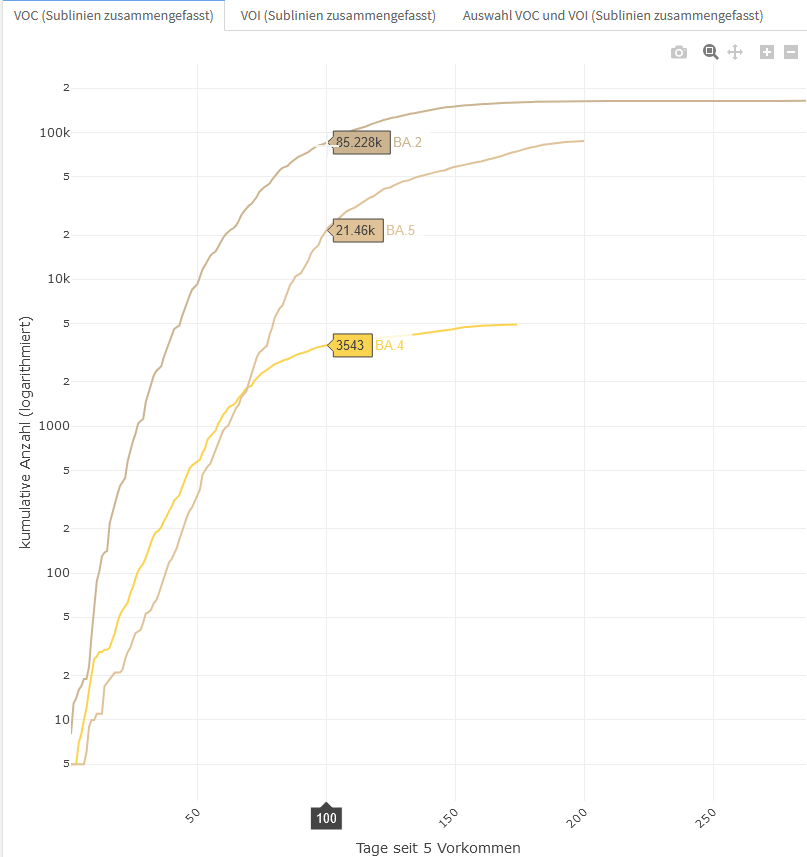 VOC (Sublinien zusammengefasst)
VOI (Sublinien zusammengefasst)
Auswahl VOC und VOI (Sublinien zusammengefasst)
2
100k
5
2
10k
5
2
1000
5
2
100
5
2
10
5
kumulative Anzahl (logarithmiert)
85.228k BA.2
21.46k BA.5
3543 BA.4
50
100
150
200
250
Tage seit 5 Vorkommen